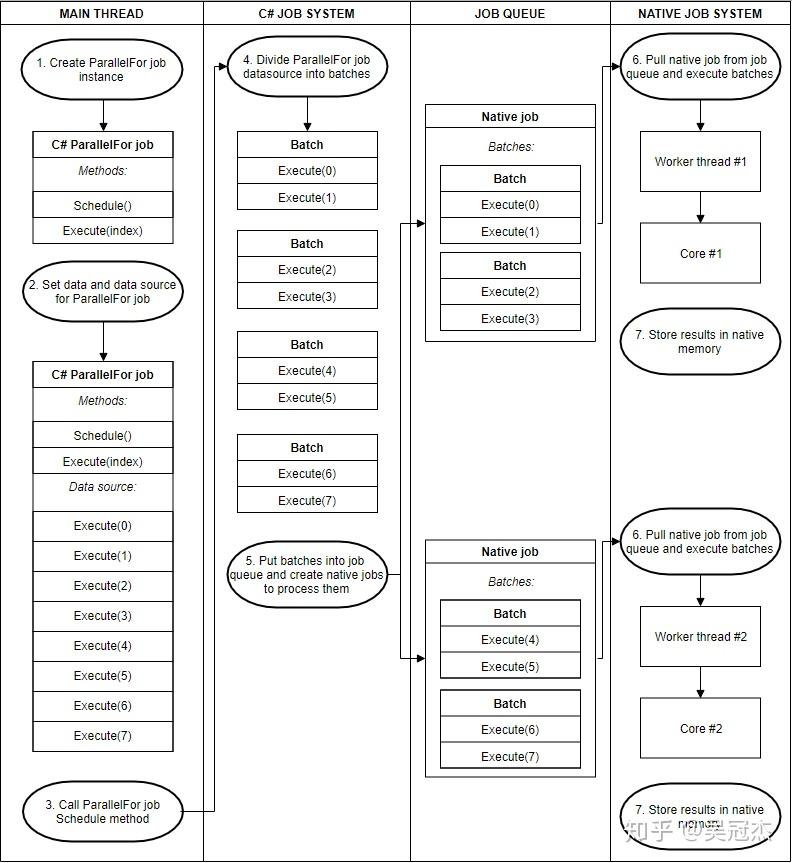 MAIN THREAD
1. Create ParallelFor job
instance
C# ParallelFor job
Methods:
Schedule()
Execute(index)
2. Set data and data source
for ParallelFor job
C# ParallelFor job
Methods:
Schedule()
Execute(index)
Data source:
Execute(0)
Execute(1)
Execute(2)
Execute(3)
Execute(4)
Execute(5)
Execute(6)
Execute(7)
3. Call ParallelFor job
Schedule method
C# JOB SYSTEM
4. Divide ParallelFor job
datasource into batches
Batch
Execute(0)
Execute(1)
Batch
Execute(2)
Execute(3)
Batch
Execute(4)
Execute(5)
Batch
Execute(6)
Execute(7)
5. Put batches into job
queue and create native jobs
to process them
JOB QUEUE
Native job
Batches:
Batch
Execute(0)
Execute(1)
Batch
Execute(2)
Execute(3)
Native job
Batches:
Batch
Execute(4)
Execute(5)
Batch
Execute(6)
Execute(7)
NATIVE JOB SYSTEM
6. Pull native job from job
queue and execute batches
Worker thread #1
Core #1
7. Store results in native
memory
6. Pull native job from job
queue and execute batches
Worker thread #2
Core #2
7. Store results in native
memory
知乎 @吴冠杰